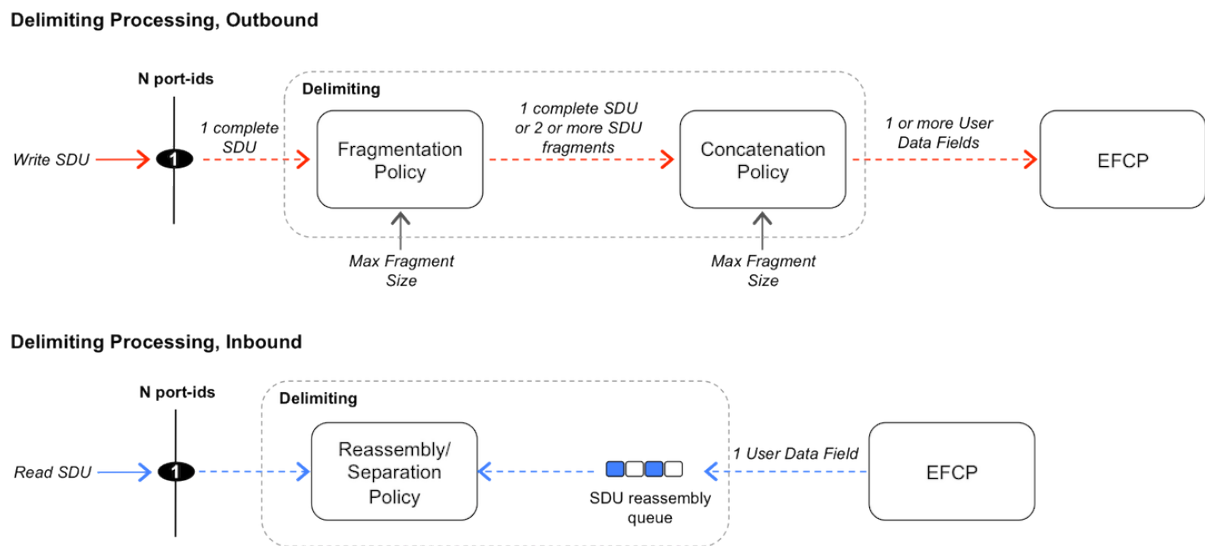 Delimiting Processing, Outbound
N port-ids
Delimiting
1 complete
SDU
1 complete SDU
or 2 or more SDU
fragments
1 or more User
Data Fields
Write SDU
1
Fragmentation
Policy
Concatenation
Policy
EFCP
Max Fragment
Size
Max Fragment
Size
Delimiting Processing, Inbound
N port-ids
Delimiting
Read SDU
1
Reassembly/
Separation
Policy
SDU reassembly
queue
1 User Data Field
EFCP